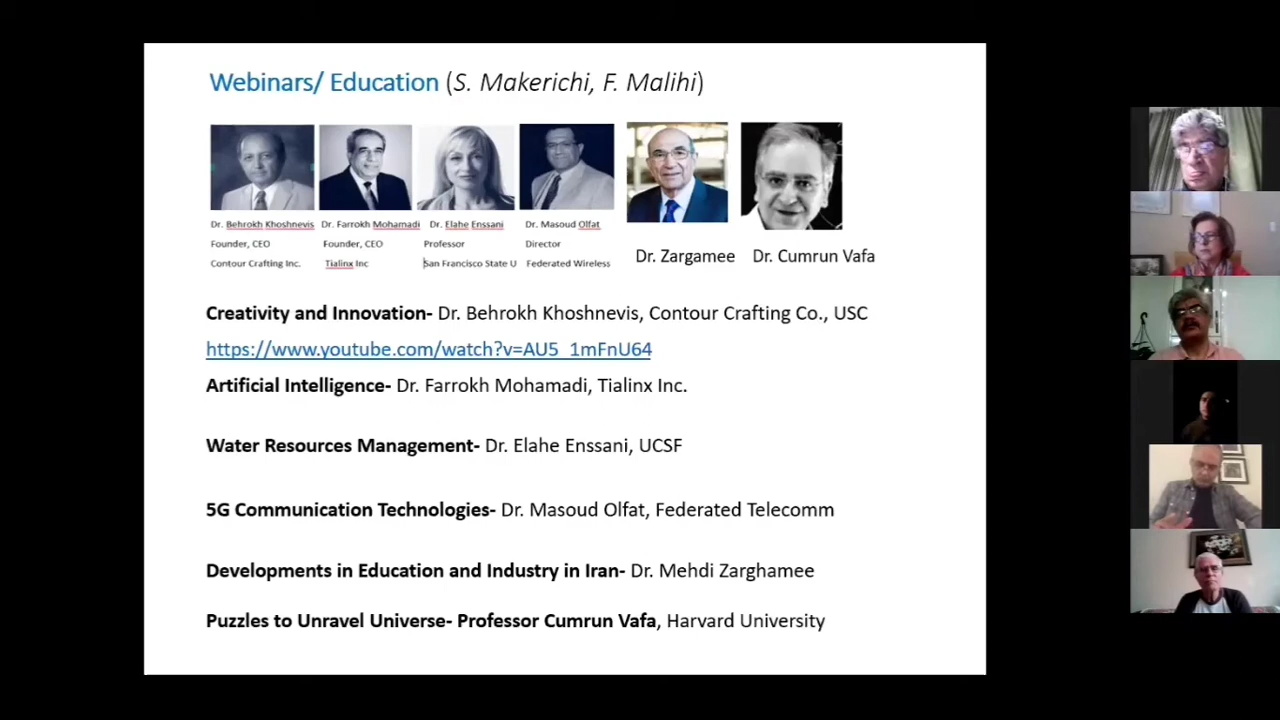 Webinars/ Education (S. Makerichi, F. Malihi)
Dr. Behrokh Khoshnevis
Founder, CEO
Contour Crafting Inc.
Dr. Farrokh Mohamadi
Founder, CEO
Tialinx Inc
Dr. Elahe Enssani
Professor
San Francisco State U
Dr. Masoud Olfat
Director
Federated Wireless
Dr. Zargamee
Dr. Cumrun Vafa
Creativity and Innovation- Dr. Behrokh Khoshnevis, Contour Crafting Co., USC
https://www.youtube.com/watch?v=AU5_1mFnU64
Artificial Intelligence- Dr. Farrokh Mohamadi, Tialinx Inc.
Water Resources Management- Dr. Elahe Enssani, UCSF
5G Communication Technologies- Dr. Masoud Olfat, Federated Telecomm
Developments in Education and Industry in Iran- Dr. Mehdi Zarghamee
Puzzles to Unravel Universe- Professor Cumrun Vafa, Harvard University